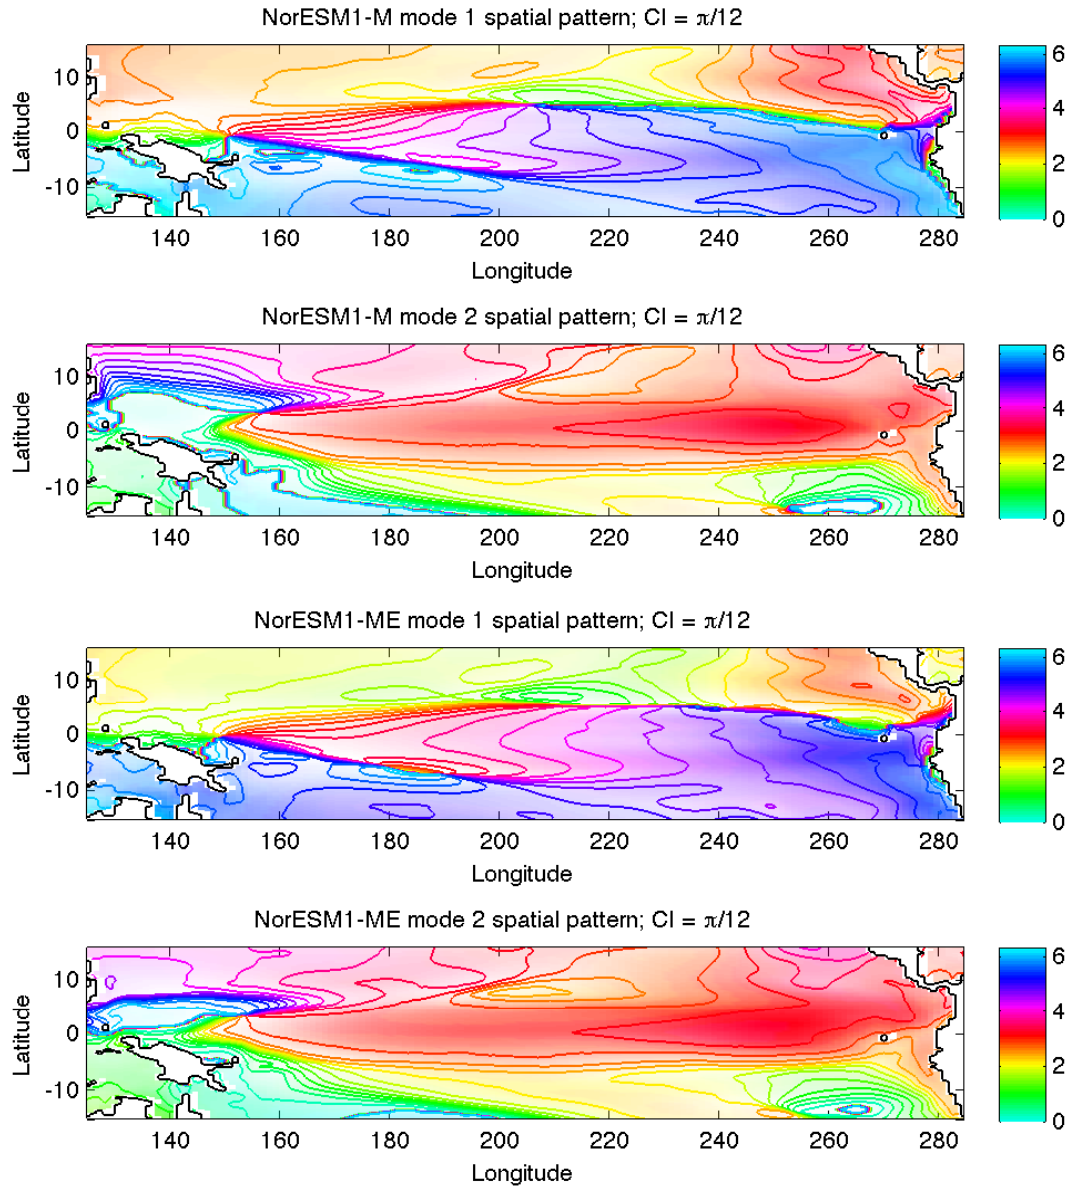 NorESM1-M mode 1 spatial pattern; CI = π/12
Latitude
10
0
-10
140 160 180 200 220 240 260 280
Longitude
6
4
2
0
NorESM1-M mode 2 spatial pattern; CI = π/12
Latitude
10
0
-10
140 160 180 200 220 240 260 280
Longitude
6
4
2
0
NorESM1-ME mode 1 spatial pattern; CI = π/12
Latitude
10
0
-10
140 160 180 200 220 240 260 280
Longitude
6
4
2
0
NorESM1-ME mode 2 spatial pattern; CI = π/12
Latitude
10
0
-10
140 160 180 200 220 240 260 280
Longitude
6
4
2
0